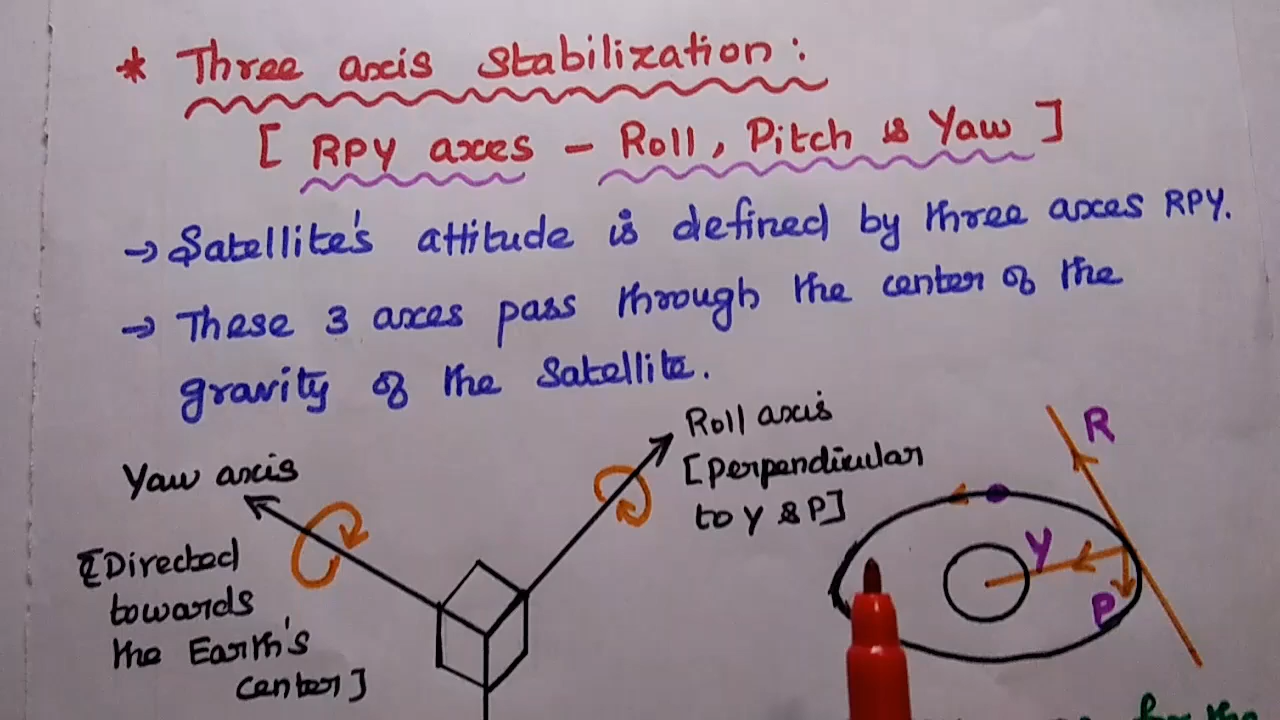 * Three axis stabilization:
[ RPY axes - Roll, Pitch & Yaw ]
→ Satellite's attitude is defined by three axes RPY.
→ These 3 axes pass through the center of the
gravity of the satellite.
Yaw axis
[Directed
towards
the Earth's
center]
Roll axis
[perpendicular
to Y & P]
R
Y
P
for the